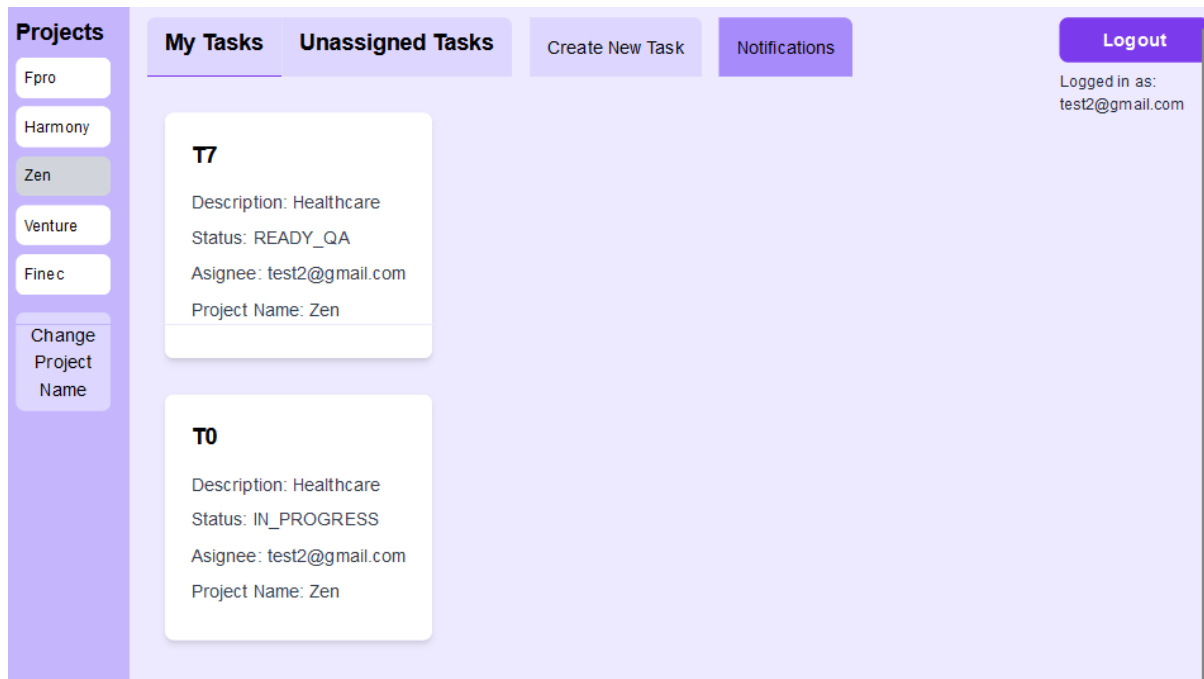 Projects
Fpro
Harmony
Zen
Venture
Finec
Change
Project
Name
My Tasks
Unassigned Tasks
Create New Task
Notifications
Logout
Logged in as:
test2@gmail.com
T7
Description: Healthcare
Status: READY_QA
Asignee: test2@gmail.com
Project Name: Zen
T0
Description: Healthcare
Status: IN_PROGRESS
Asignee: test2@gmail.com
Project Name: Zen